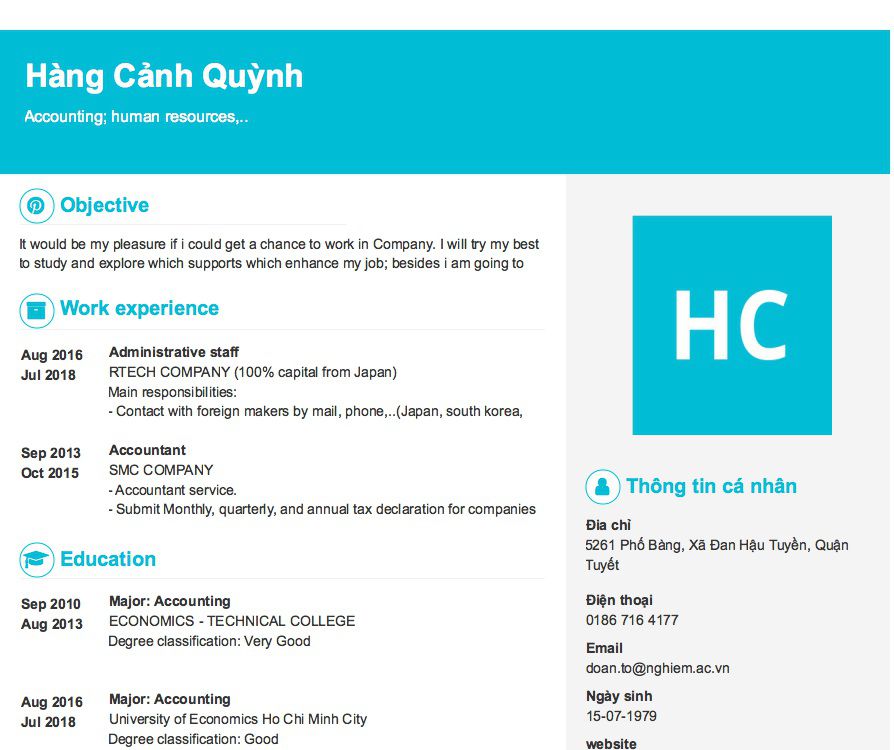 Hàng Cảnh Quỳnh
Accounting; human resources,..
Objective
It would be my pleasure if i could get a chance to work in Company. I will try my best
to study and explore which supports which enhance my job; besides i am going to
Work experience
Aug 2016
Jul 2018
Administrative staff
RTECH COMPANY (100% capital from Japan)
Main responsibilities:
- Contact with foreign makers by mail, phone,..(Japan, south korea,
Sep 2013
Oct 2015
Accountant
SMC COMPANY
- Accountant service.
- Submit Monthly, quarterly, and annual tax declaration for companies
Education
Sep 2010
Aug 2013
Major: Accounting
ECONOMICS - TECHNICAL COLLEGE
Degree classification: Very Good
Aug 2016
Jul 2018
Major: Accounting
University of Economics Ho Chi Minh City
Degree classification: Good
HC
Thông tin cá nhân
Địa chỉ
5261 Phố Bàng, Xã Đan Hậu Tuyền, Quận
Tuyết
Điện thoại
0186 716 4177
Email
doan.to@nghiem.ac.vn
Ngày sinh
15-07-1979
website